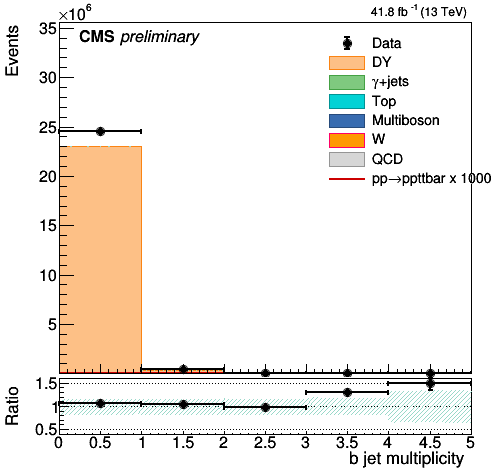 ×10⁶
41.8 fb⁻¹ (13 TeV)
CMS preliminary
Events
35
30
25
20
15
10
5
Data
DY
γ+jets
Top
Multiboson
W
QCD
pp→ppttbar x 1000
Ratio
1.5
1
0.5
0 0.5 1 1.5 2 2.5 3 3.5 4 4.5 5
b jet multiplicity